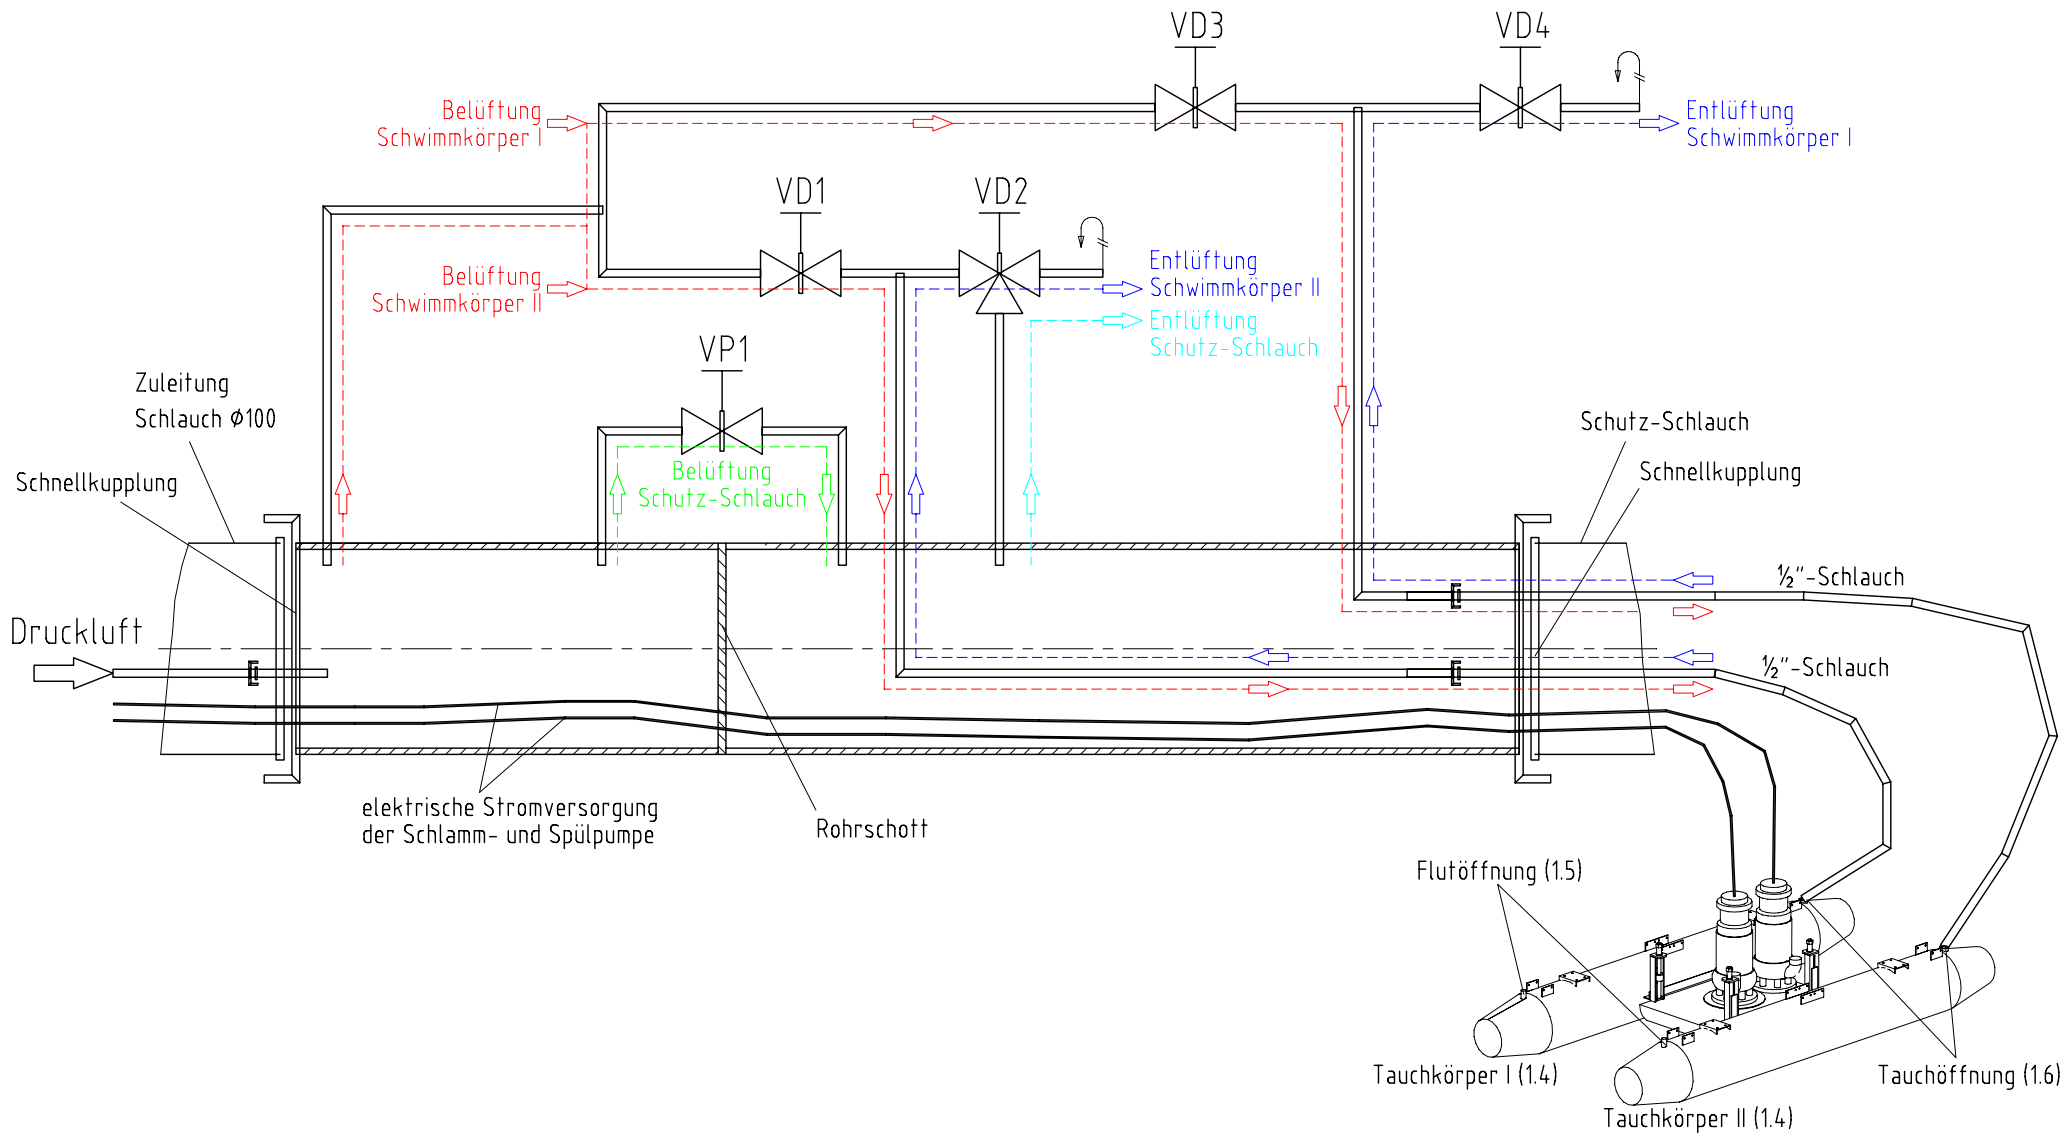 VD3
VD4
Belüftung
Schwimmkörper I
Entlüftung
Schwimmkörper I
VD1
VD2
Belüftung
Schwimmkörper II
Entlüftung
Schwimmkörper II
Entlüftung
Schutz-Schlauch
VP1
Zuleitung
Schlauch Ø100
Schutz-Schlauch
Schnellkupplung
Schnellkupplung
Belüftung
Schutz-Schlauch
½"-Schlauch
Druckluft
½"-Schlauch
elektrische Stromversorgung
der Schlamm- und Spülpumpe
Rohrschott
Flutöffnung (1.5)
Tauchkörper I (1.4)
Tauchöffnung (1.6)
Tauchkörper II (1.4)